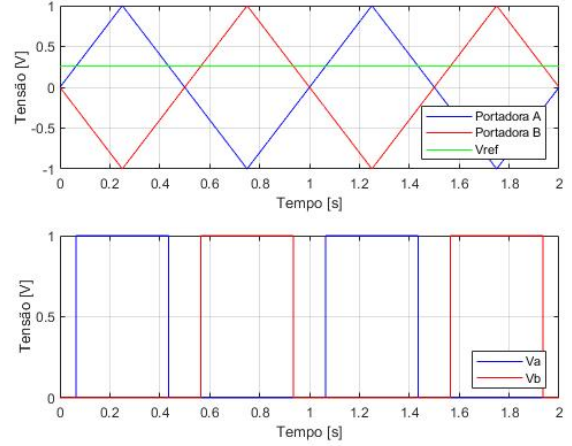 1
0.5
0
-0.5
-1
Tensão [V]
Portadora A
Portadora B
Vref
0 0.2 0.4 0.6 0.8 1 1.2 1.4 1.6 1.8 2
Tempo [s]
1
0.5
0
Tensão [V]
Va
Vb
0 0.2 0.4 0.6 0.8 1 1.2 1.4 1.6 1.8 2
Tempo [s]